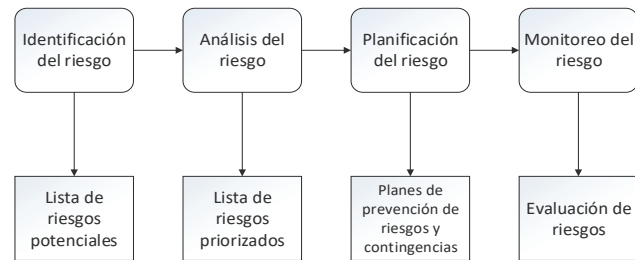 Identificación
del riesgo
Análisis del
riesgo
Planificación
del riesgo
Monitoreo del
riesgo
Lista de
riesgos
potenciales
Lista de
riesgos
priorizados
Planes de
prevención de
riesgos y
contingencias
Evaluación de
riesgos